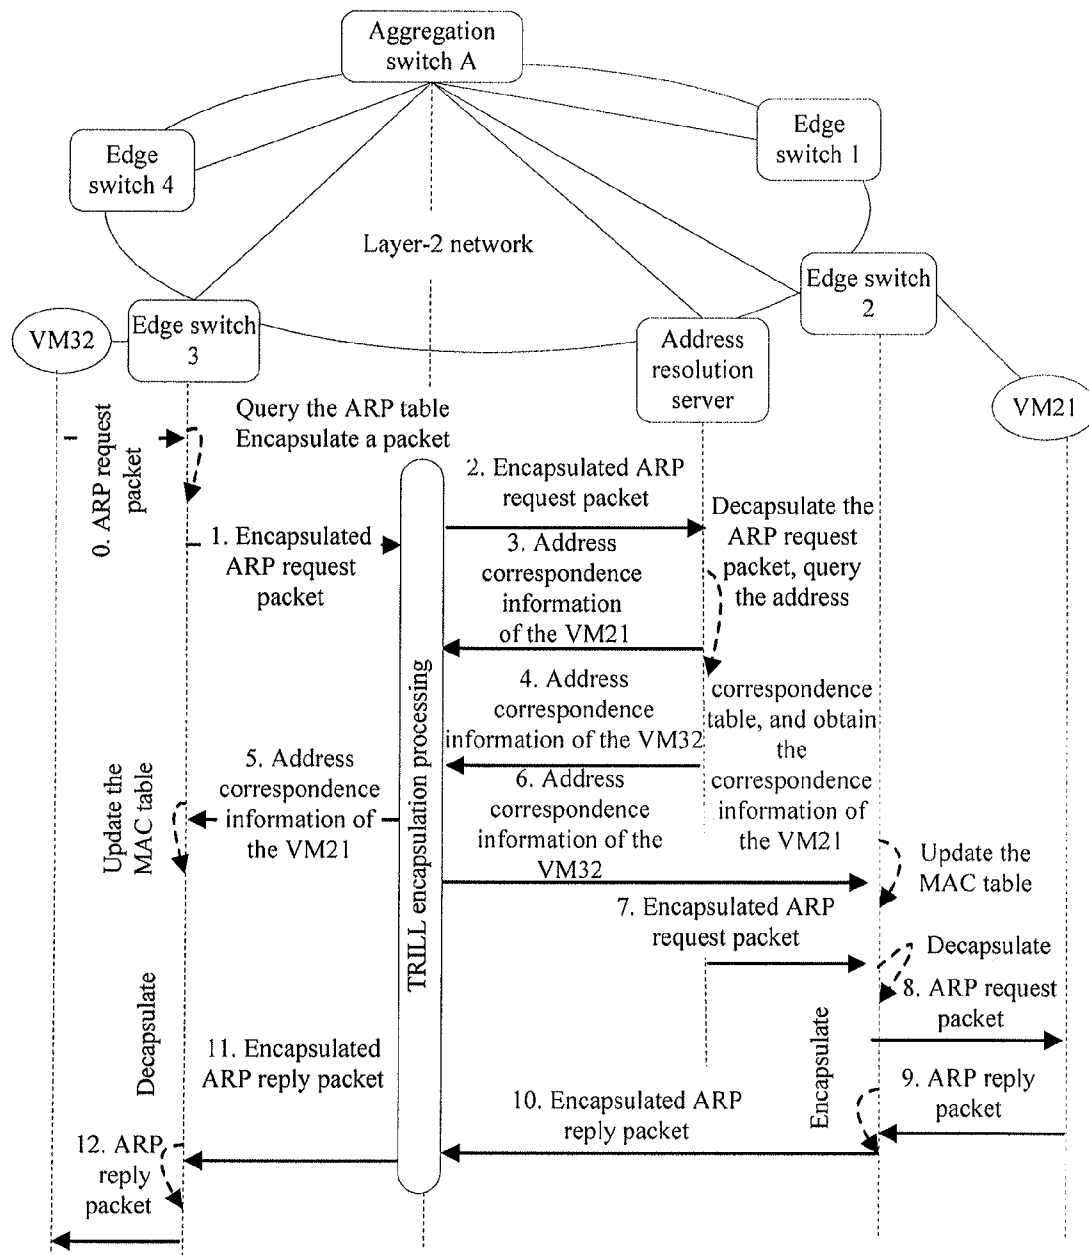 Aggregation
switch A
Edge
switch 4
Edge
switch 1
Layer-2 network
Edge switch
2
VM32
Edge switch
3
Address
resolution
server
VM21
Query the ARP table
Encapsulate a packet
0. ARP request
packet
2. Encapsulated ARP
request packet
Decapsulate the
ARP request
packet, query
the address
1. Encapsulated
ARP request
packet
3. Address
correspondence
information
of the VM21
TRILL encapsulation processing
4. Address
correspondence
information of the VM32
correspondence
table, and obtain
the
correspondence
information of
the VM21
5. Address
correspondence
information of
the VM21
Update the
MAC table
6. Address
correspondence
information of the
VM32
Update the
MAC table
7. Encapsulated ARP
request packet
Decapsulate
8. ARP request
packet
Decapsulate
11. Encapsulated
ARP reply packet
Encapsulate
9. ARP reply
packet
10. Encapsulated ARP
reply packet
12. ARP
reply
packet